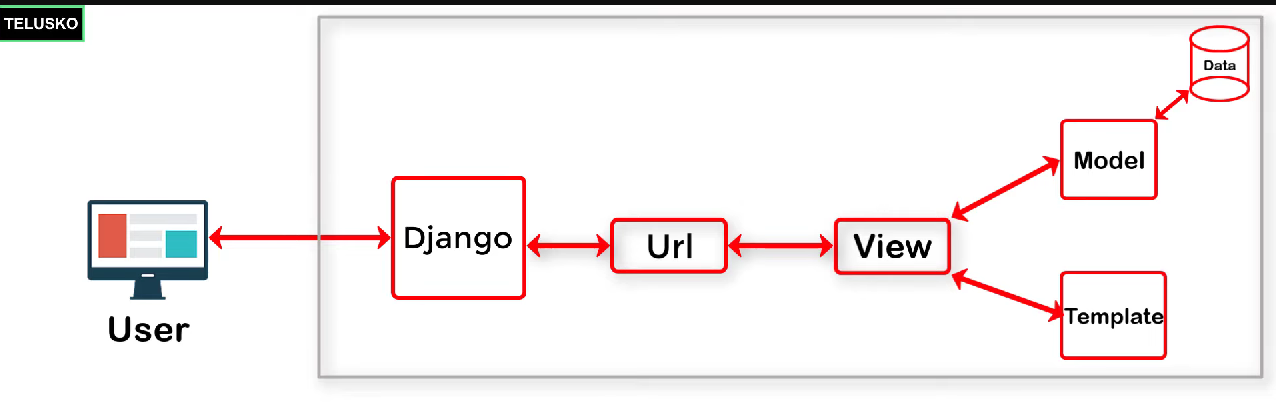 TELUSKO
Data
Model
Django
Url
View
Template
User